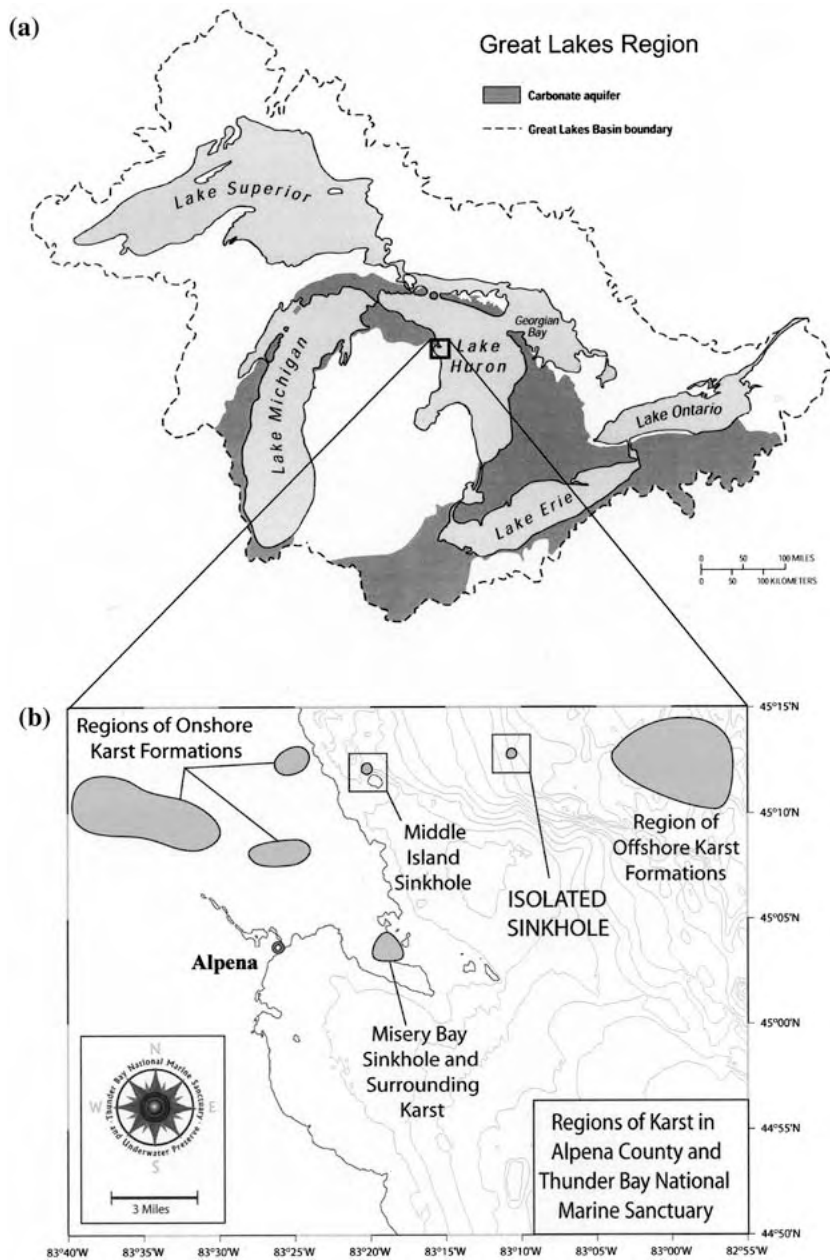 (a)
Great Lakes Region
Carbonate aquifer
Great Lakes Basin boundary
Lake Superior
Georgian
Bay
Lake
Huron
Lake Michigan
Lake Ontario
Lake Erie
0 50 100 MILES
0 50 100 KILOMETERS
(b)
Regions of Onshore
Karst Formations
Middle
Island
Sinkhole
ISOLATED
SINKHOLE
Region of
Offshore Karst
Formations
Alpena
Misery Bay
Sinkhole and
Surrounding
Karst
Thunder Bay National Marine Sanctuary
and Underwater Preserve
N
W
E
S
3 Miles
Regions of Karst in
Alpena County and
Thunder Bay National
Marine Sanctuary
45°15'N
45°10'N
45°05'N
45°00'N
44°55'N
44°50'N
83°40'W 83°35'W 83°30'W 83°25'W 83°20'W 83°15'W 83°10'W 83°05'W 83°00'W 82°55'W